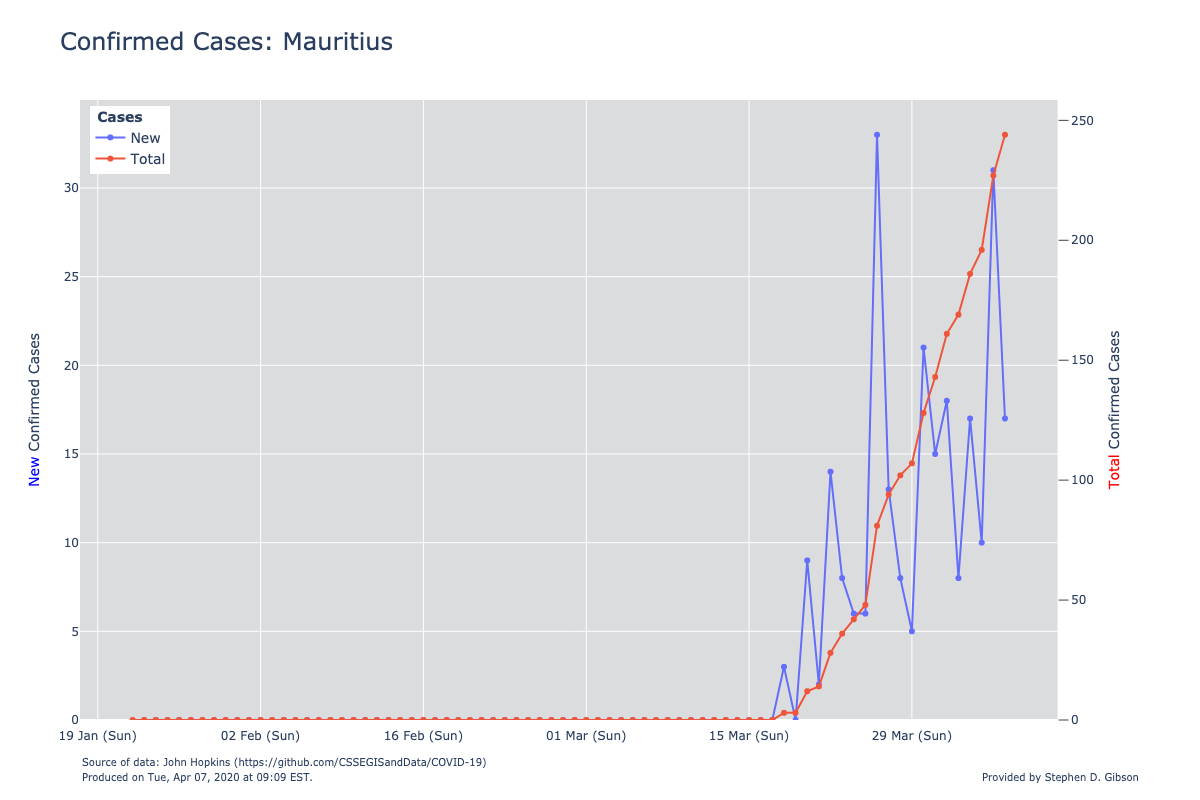 Confirmed Cases: Mauritius
Cases
New
Total
30
25
20
15
10
5
0
New Confirmed Cases
250
200
150
100
50
0
Total Confirmed Cases
19 Jan (Sun)
02 Feb (Sun)
16 Feb (Sun)
01 Mar (Sun)
15 Mar (Sun)
29 Mar (Sun)
Source of data: John Hopkins (https://github.com/CSSEGISandData/COVID-19)
Produced on Tue, Apr 07, 2020 at 09:09 EST.
Provided by Stephen D. Gibson